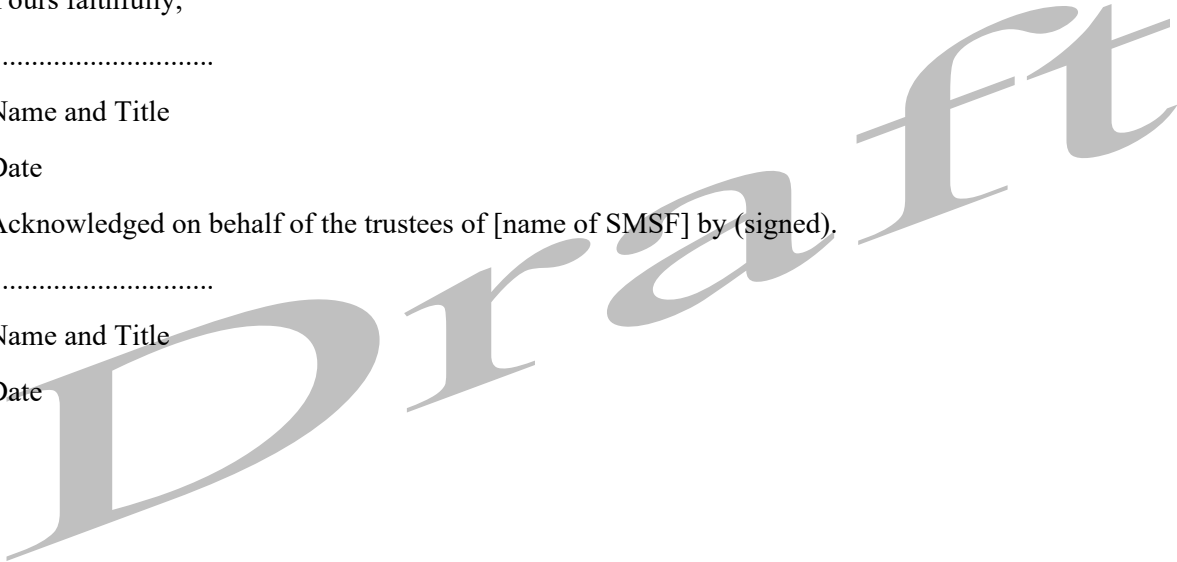 Yours faithfully,
..............................
Name and Title
Date
Acknowledged on behalf of the trustees of [name of SMSF] by (signed).
..............................
Name and Title
Date
Draft